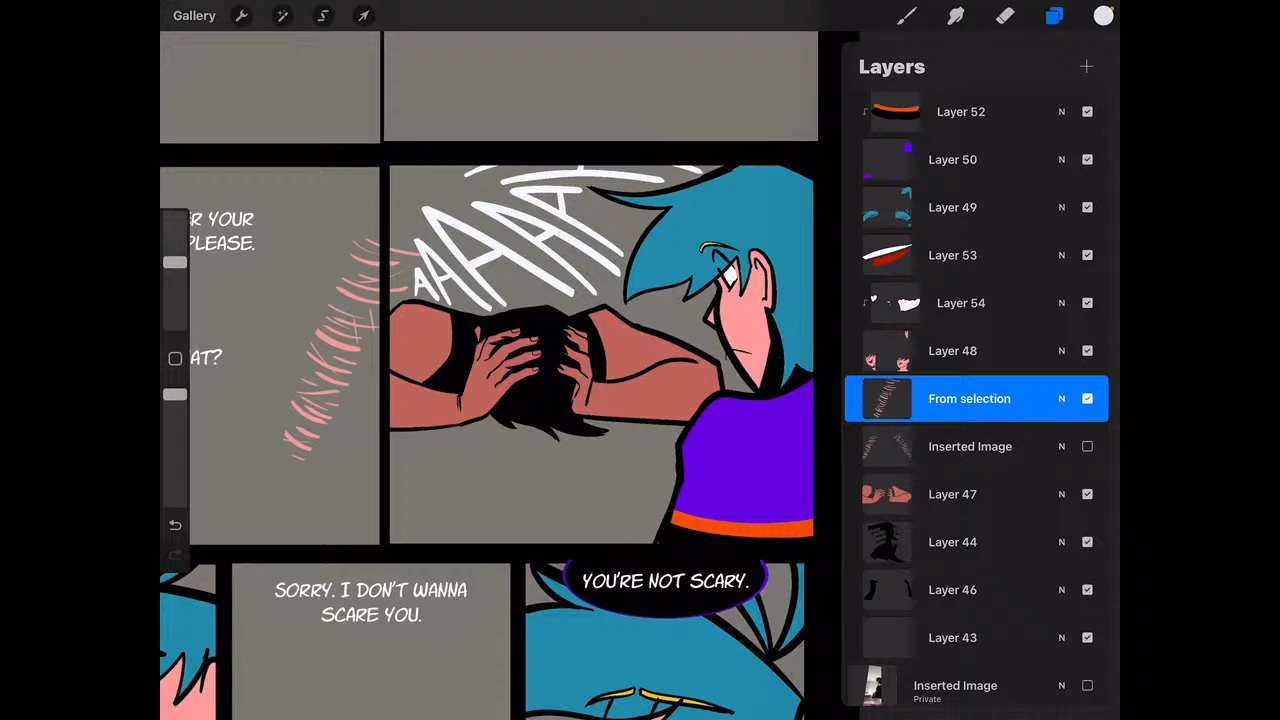 Gallery
Layers
Layer 52 N
Layer 50 N
Layer 49 N
Layer 53 N
Layer 54 N
Layer 48 N
From selection N
Inserted Image N
Layer 47 N
Layer 44 N
Layer 46 N
Layer 43 N
Inserted Image N
Private
ER YOUR
PLEASE.
AT?
AAAAA
SORRY. I DON'T WANNA
SCARE YOU.
YOU'RE NOT SCARY.